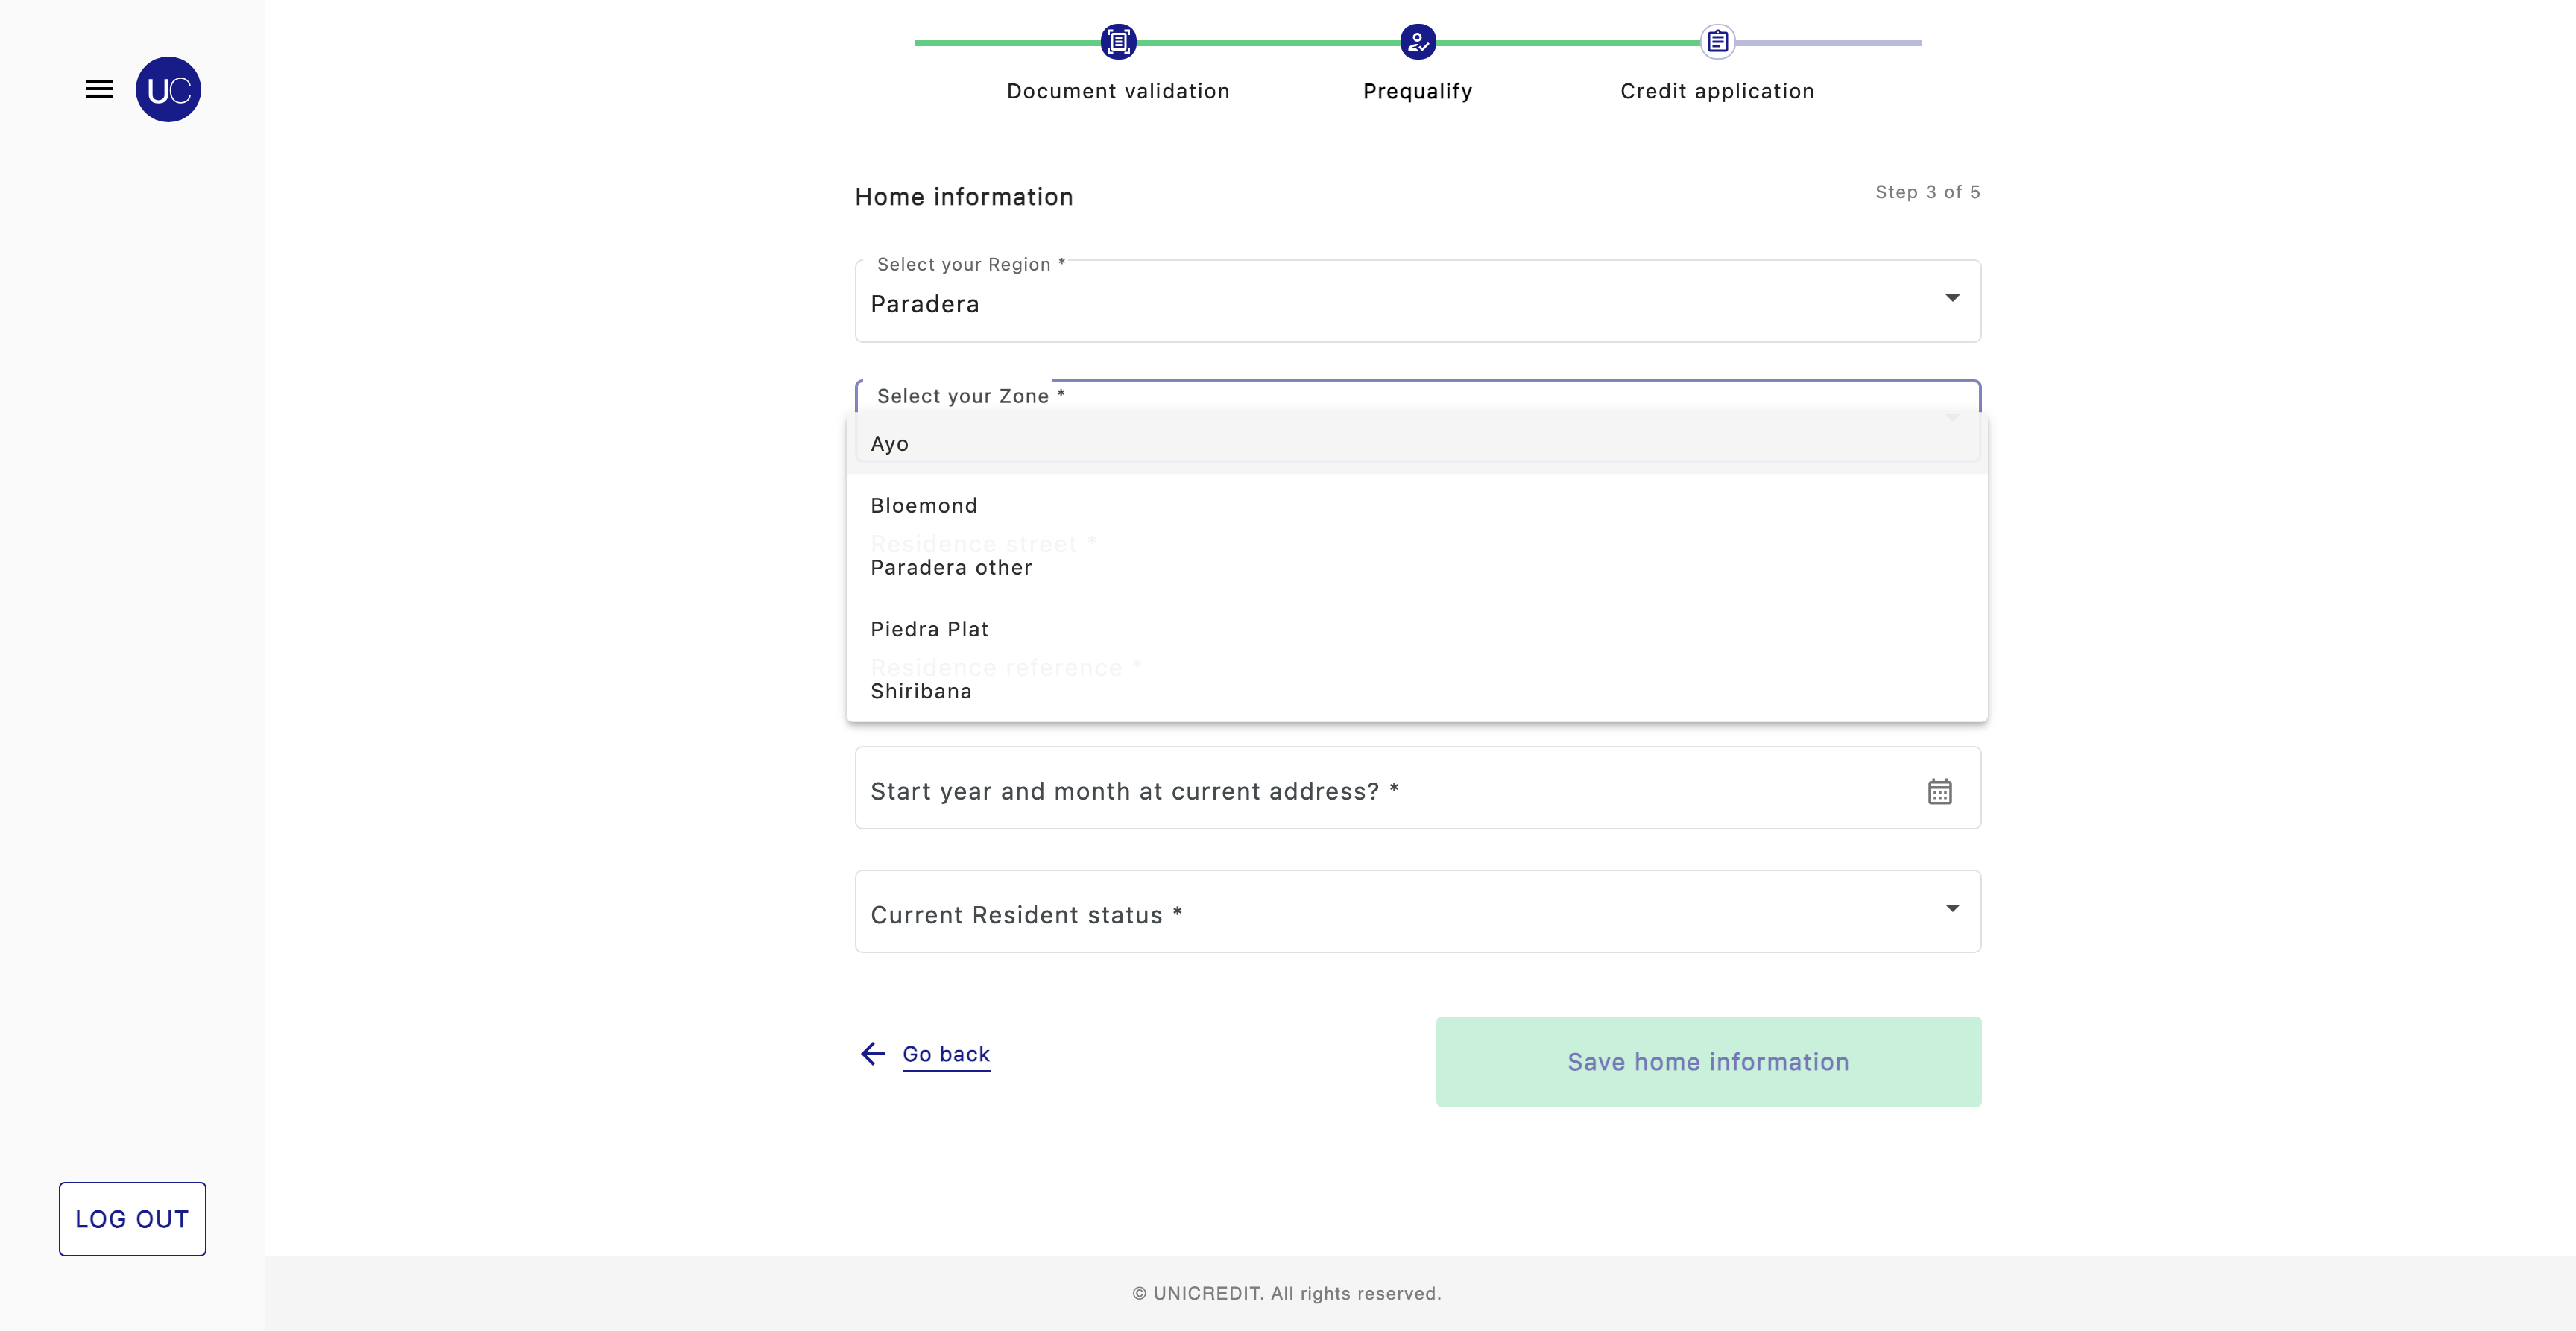 UC
Document validation
Prequalify
Credit application
Home information
Step 3 of 5
Select your Region *
Paradera
Select your Zone *
Ayo
Bloemond
Residence street *
Paradera other
Piedra Plat
Residence reference *
Shiribana
Start year and month at current address? *
Current Resident status *
Go back
Save home information
LOG OUT
© UNICREDIT. All rights reserved.